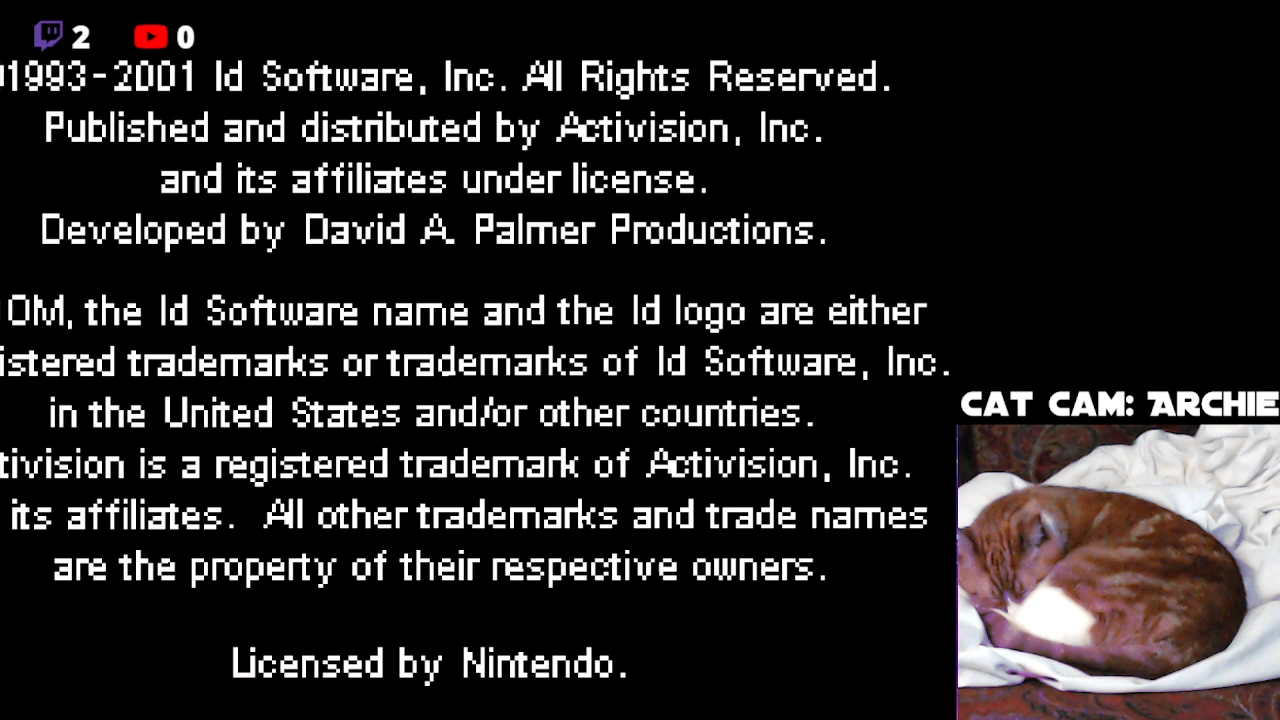 2 0
1993-2001 Id Software, Inc. All Rights Reserved.
Published and distributed by Activision, Inc.
and its affiliates under license.
Developed by David A. Palmer Productions.
OM, the Id Software name and the Id logo are either
istered trademarks or trademarks of Id Software, Inc.
in the United States and/or other countries.
tivision is a registered trademark of Activision, Inc.
its affiliates. All other trademarks and trade names
are the property of their respective owners.
Licensed by Nintendo.
CAT CAM: ARCHIE